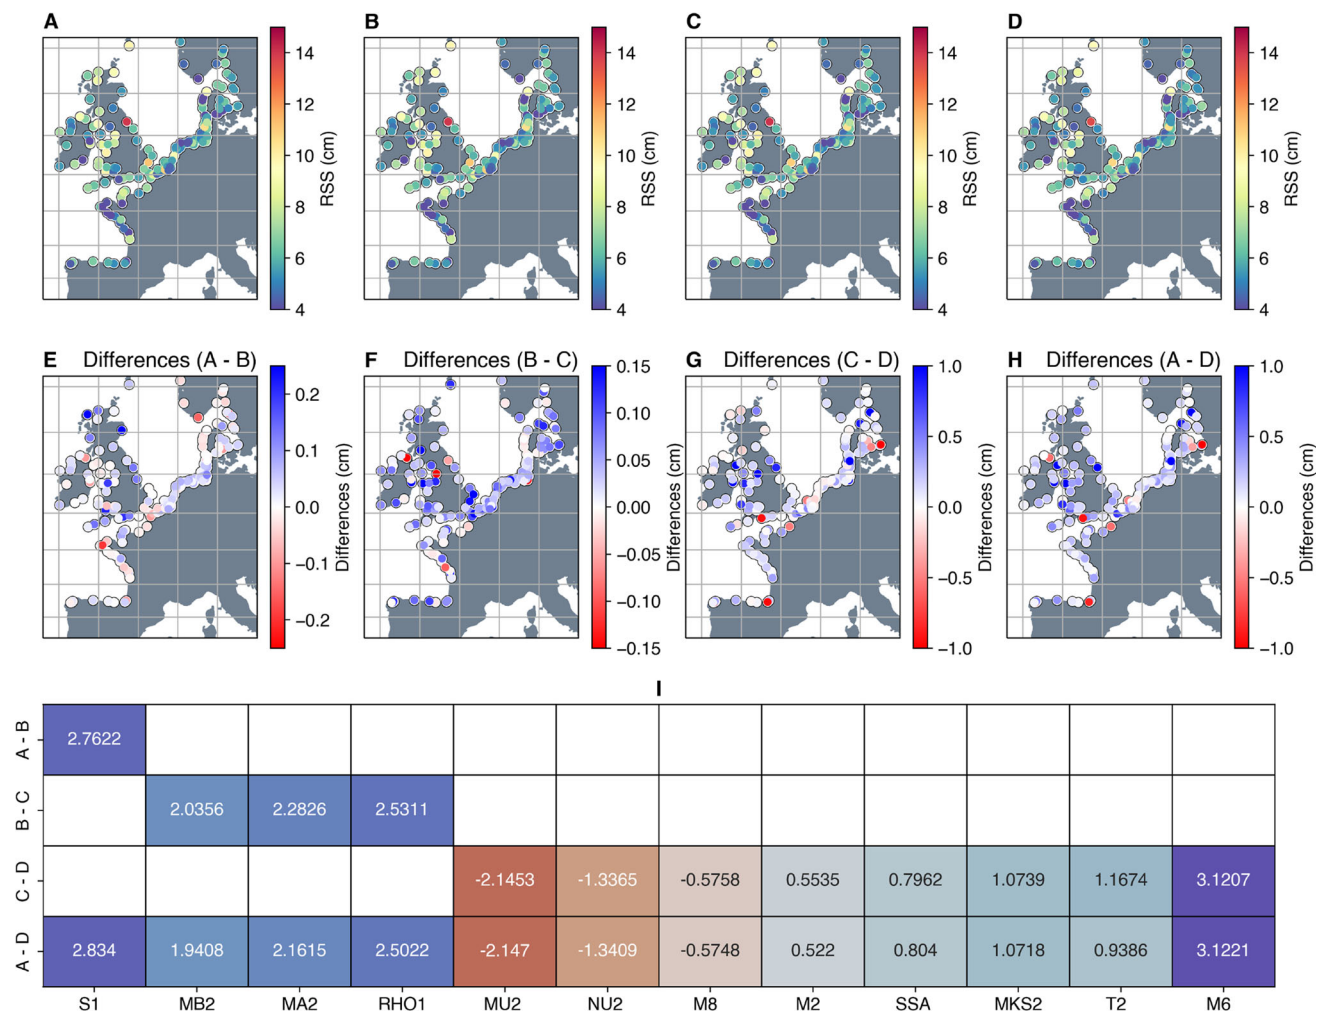 A
B
C
D
14
12
10
8
6
4
RSS (cm)
14
12
10
8
6
4
RSS (cm)
14
12
10
8
6
4
RSS (cm)
14
12
10
8
6
4
RSS (cm)
E Differences (A - B)
F Differences (B - C)
G Differences (C - D)
H Differences (A - D)
0.2
0.1
0.0
−0.1
−0.2
Differences (cm)
0.15
0.10
0.05
0.00
−0.05
−0.10
−0.15
Differences (cm)
1.0
0.5
0.0
−0.5
−1.0
Differences (cm)
1.0
0.5
0.0
−0.5
−1.0
Differences (cm)
I
A - B 2.7622
B - C 2.0356 2.2826 2.5311
C - D -2.1453 -1.3365 -0.5758 0.5535 0.7962 1.0739 1.1674 3.1207
A - D 2.834 1.9408 2.1615 2.5022 -2.147 -1.3409 -0.5748 0.522 0.804 1.0718 0.9386 3.1221
S1 MB2 MA2 RHO1 MU2 NU2 M8 M2 SSA MKS2 T2 M6